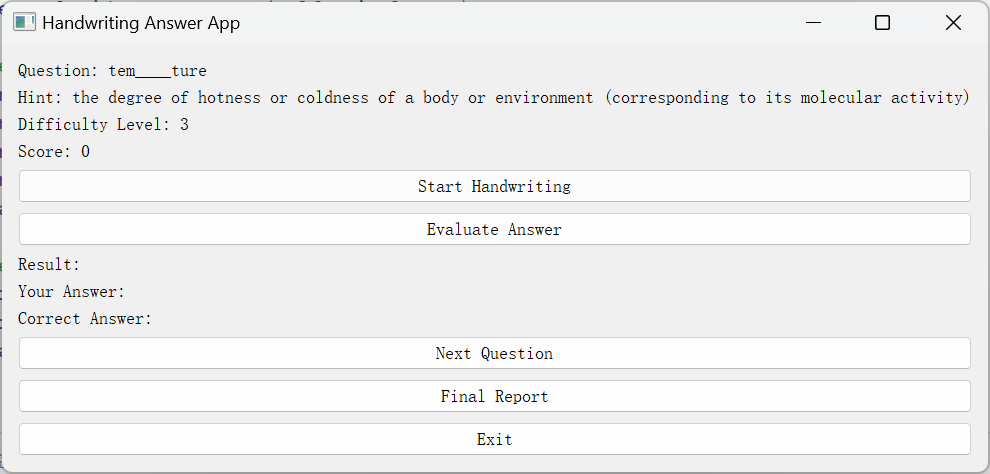 Handwriting Answer App
Question: tem____ture
Hint: the degree of hotness or coldness of a body or environment (corresponding to its molecular activity)
Difficulty Level: 3
Score: 0
Start Handwriting
Evaluate Answer
Result:
Your Answer:
Correct Answer:
Next Question
Final Report
Exit